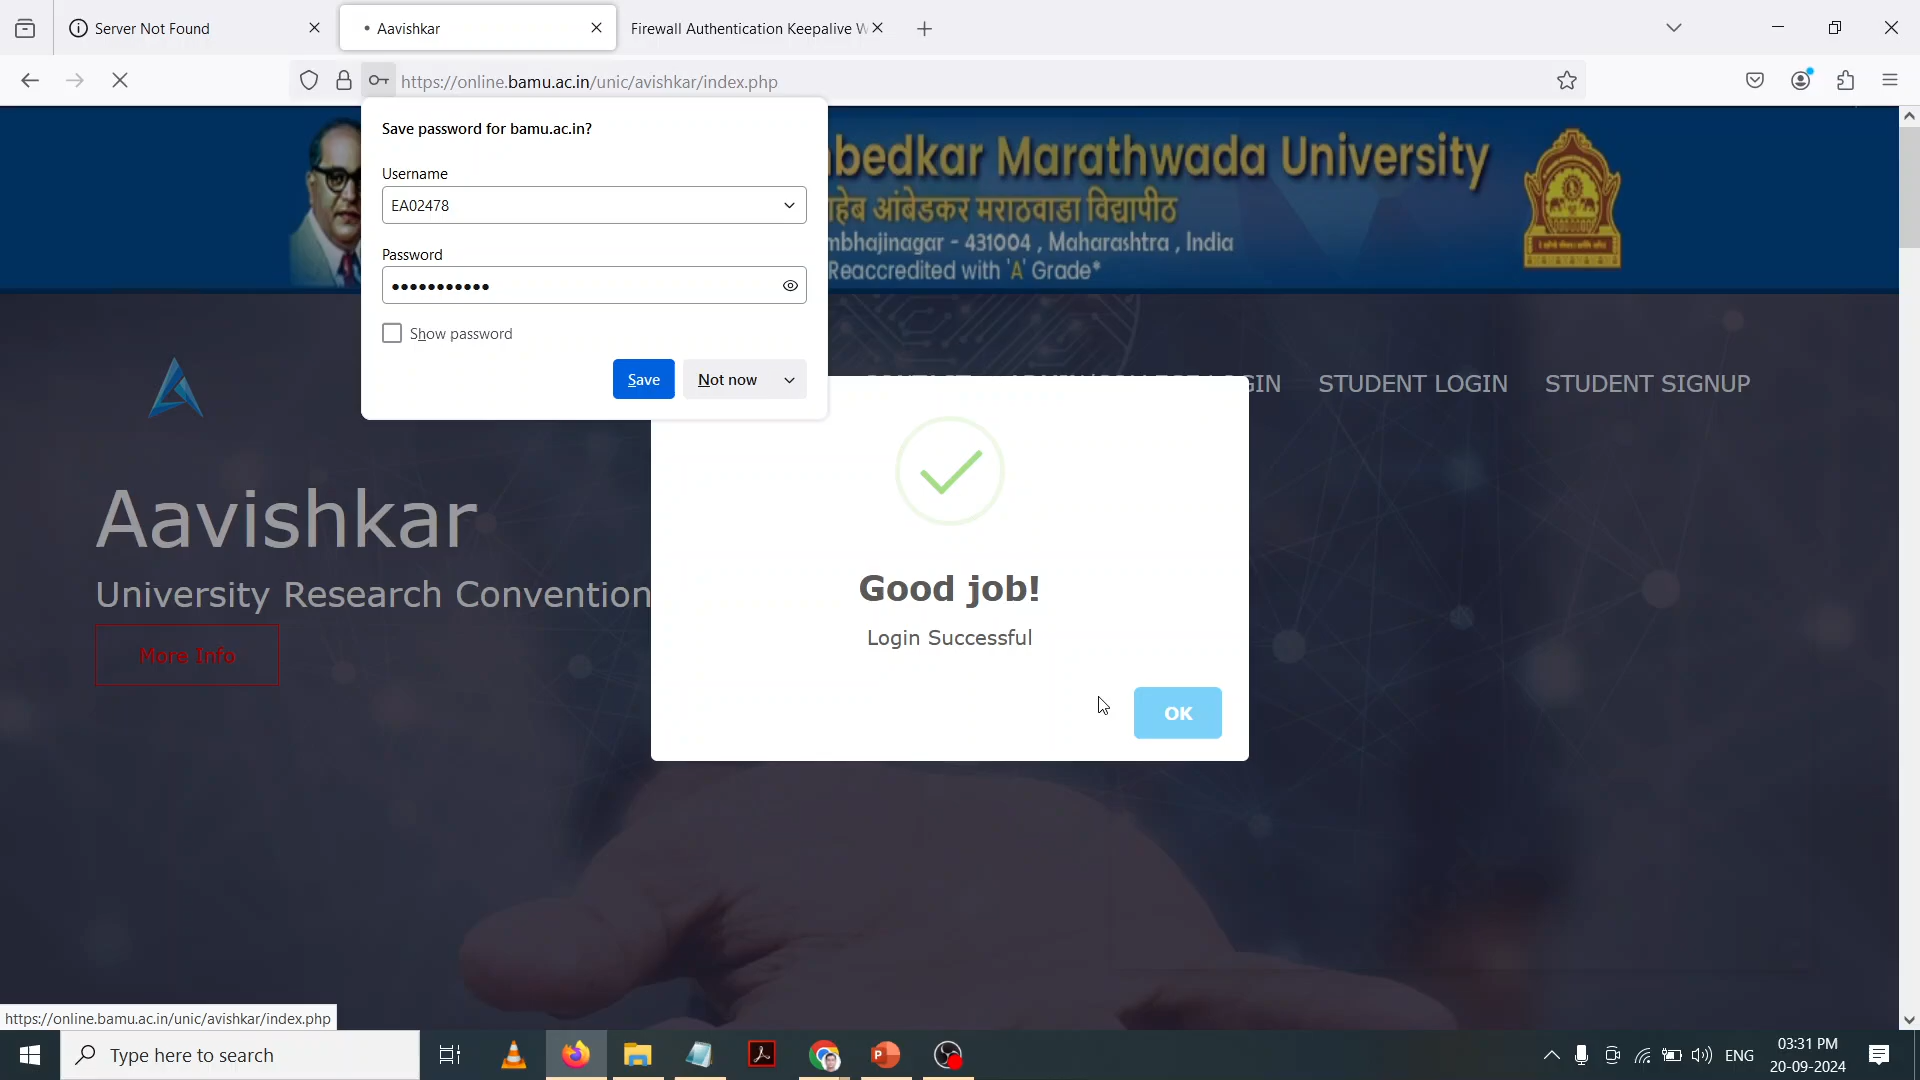 Server Not Found
Aavishkar
Firewall Authentication Keepalive W
https://online.bamu.ac.in/unic/avishkar/index.php
Save password for bamu.ac.in?
Username
EA02478
Password
Show password
Save
Not now
bedkar Marathwada University
हेब आंबेडकर मराठवाडा विद्यापीठ
mbhajinagar - 431004 , Maharashtra , India
Reaccredited with 'A' Grade*
STUDENT LOGIN
STUDENT SIGNUP
Aavishkar
University Research Convention
More Info
Good job!
Login Successful
OK
https://online.bamu.ac.in/unic/avishkar/index.php
Type here to search
ENG
03:31 PM
20-09-2024